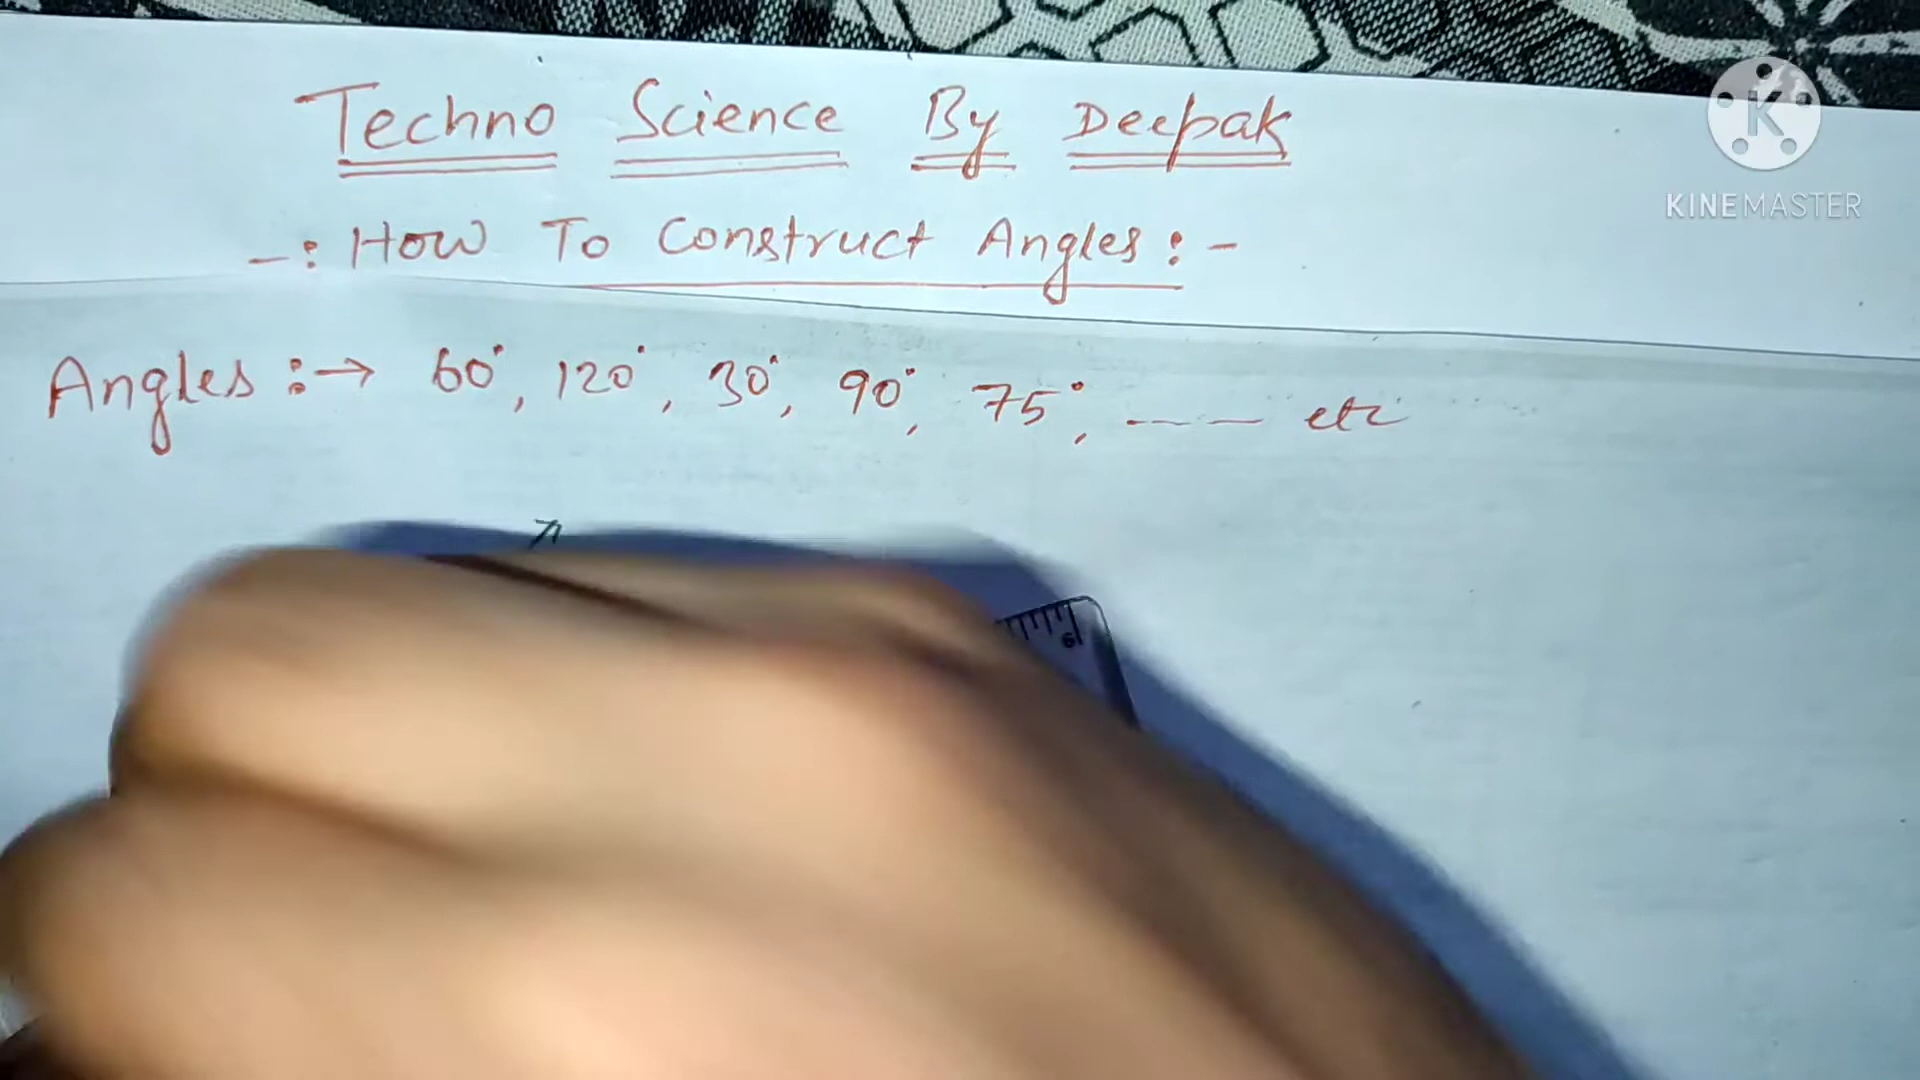 Techno Science By Deepak
KINEMASTER
-: How To Construct Angles :-
Angles :→ 60°, 120°, 30°, 90°, 75°, —— etc